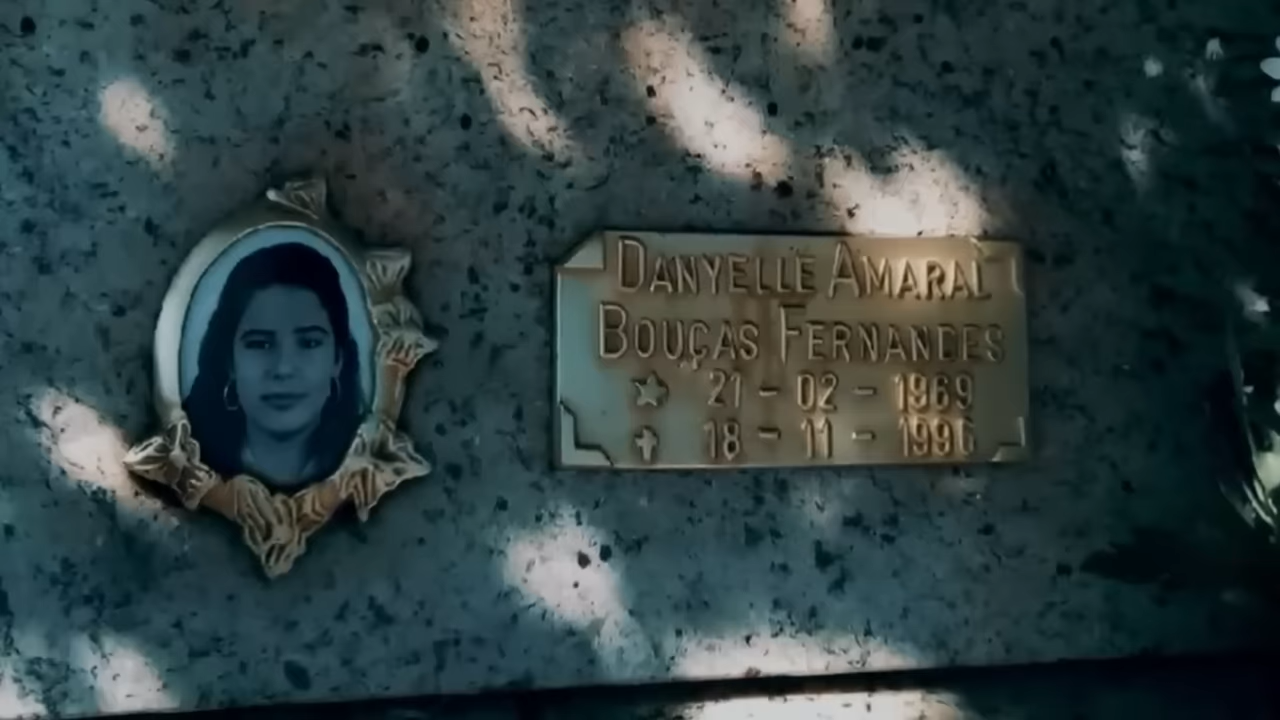 Danyelle Amaral
Bouças Fernandes
21 - 02 - 1969
18 - 11 - 1996